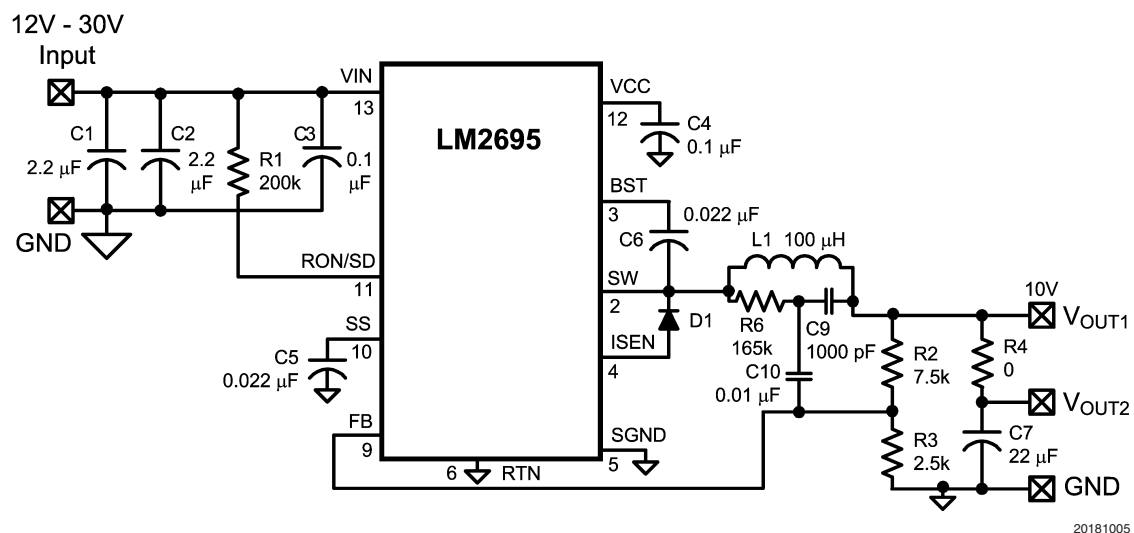 12V - 30V
Input
VIN
13
C1
2.2 µF
C2
2.2
µF
R1
200k
C3
0.1
µF
GND
RON/SD
11
SS
10
C5
0.022 µF
FB
9
LM2695
6
RTN
VCC
12
C4
0.1 µF
BST
3
0.022 µF
C6
L1 100 µH
SW
2
D1
ISEN
4
R6
165k
C9
1000 pF
C10
0.01 µF
SGND
5
R2
7.5k
R3
2.5k
10V
VOUT1
R4
0
VOUT2
C7
22 µF
GND
20181005